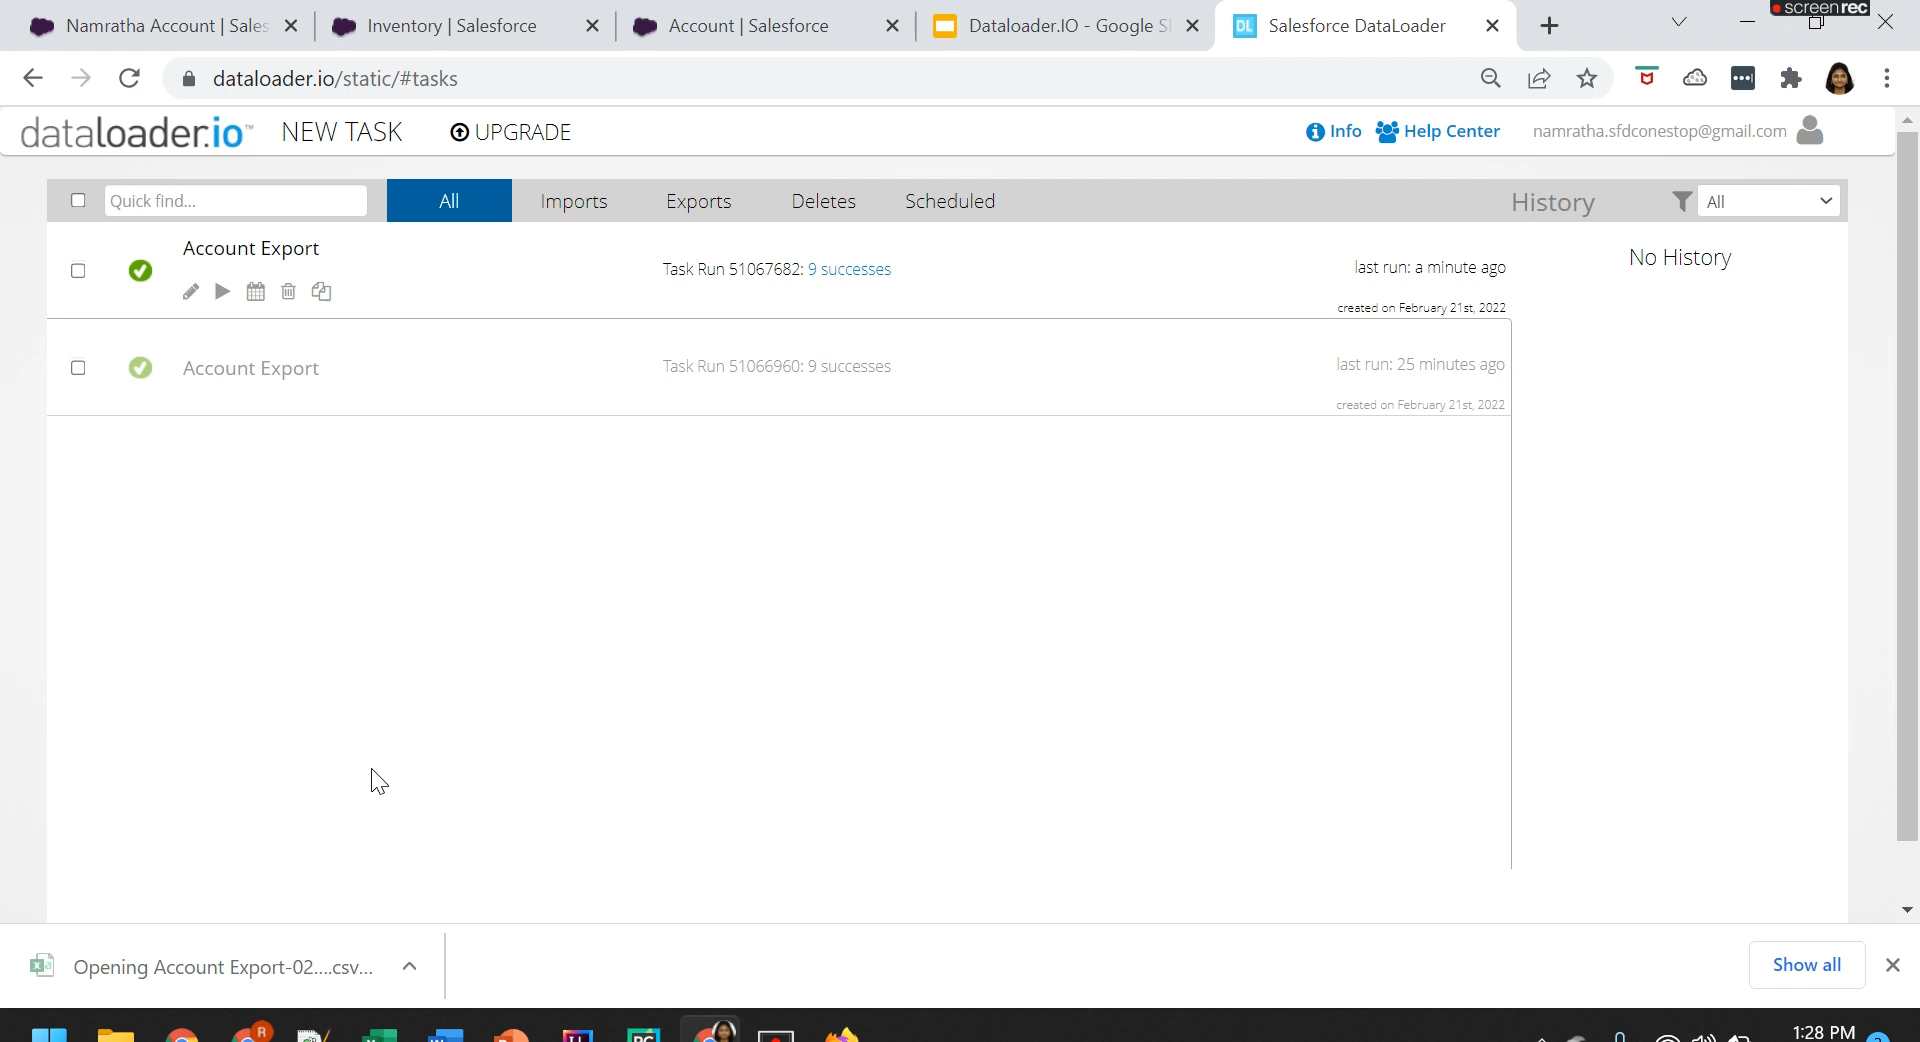 Namratha Account | Sales
Inventory | Salesforce
Account | Salesforce
Dataloader.IO - Google Sl
DL
Salesforce DataLoader
screenrec
dataloader.io/static/#tasks
dataloader.io™
NEW TASK
UPGRADE
Info
Help Center
namratha.sfdconestop@gmail.com
Quick find...
All
Imports
Exports
Deletes
Scheduled
History
All
Account Export
Task Run 51067682: 9 successes
last run: a minute ago
created on February 21st, 2022
No History
Account Export
Task Run 51066960: 9 successes
last run: 25 minutes ago
created on February 21st, 2022
Opening Account Export-02....csv...
Show all
R
PC
1:28 PM